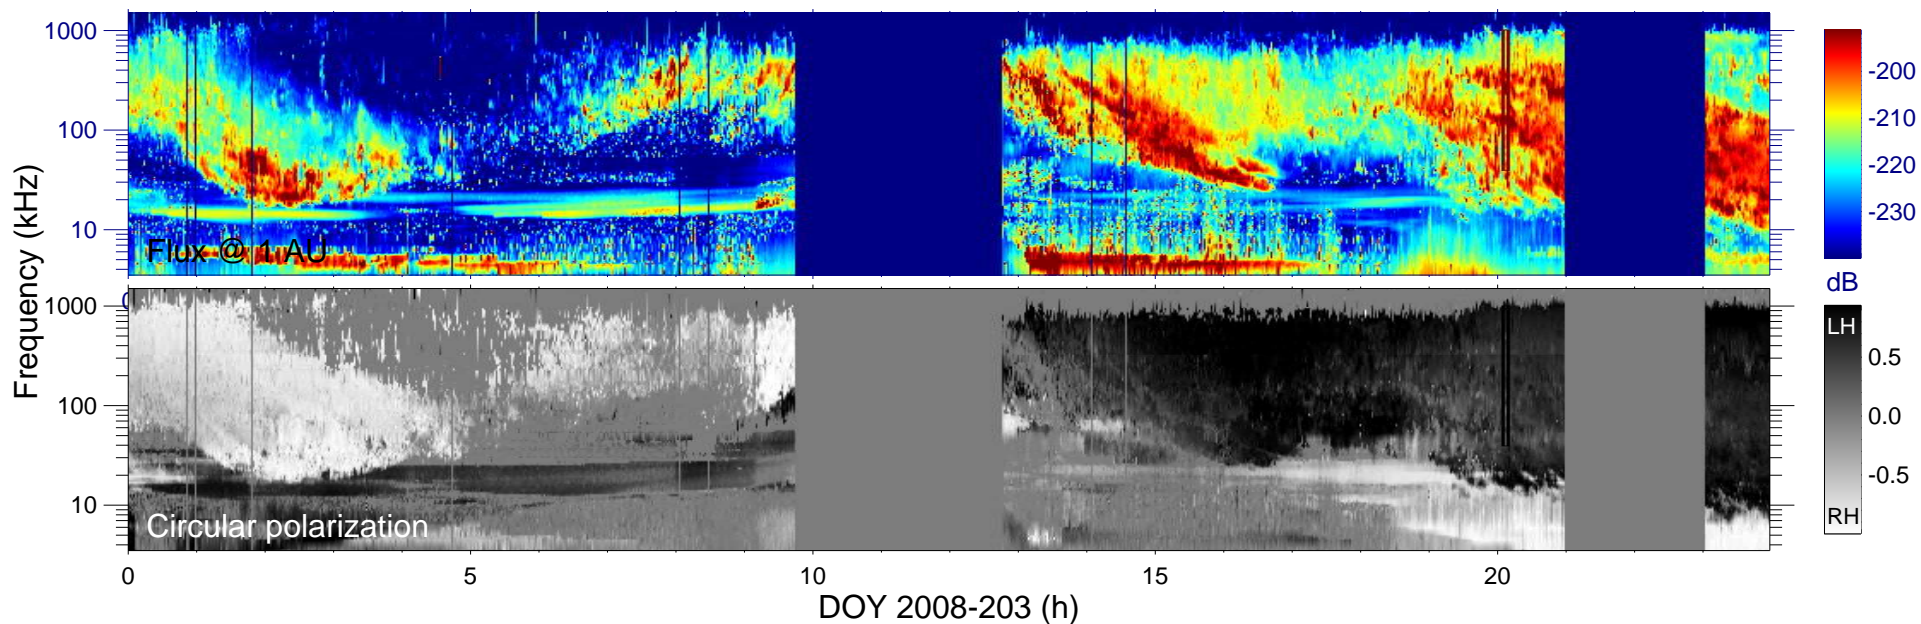 1000
100
10
Flux @ 1 AU
-200
-210
-220
-230
dB
Frequency (kHz)
0
1000
100
10
Circular polarization
LH
0.5
0.0
-0.5
RH
0 5 10 15 20
DOY 2008-203 (h)